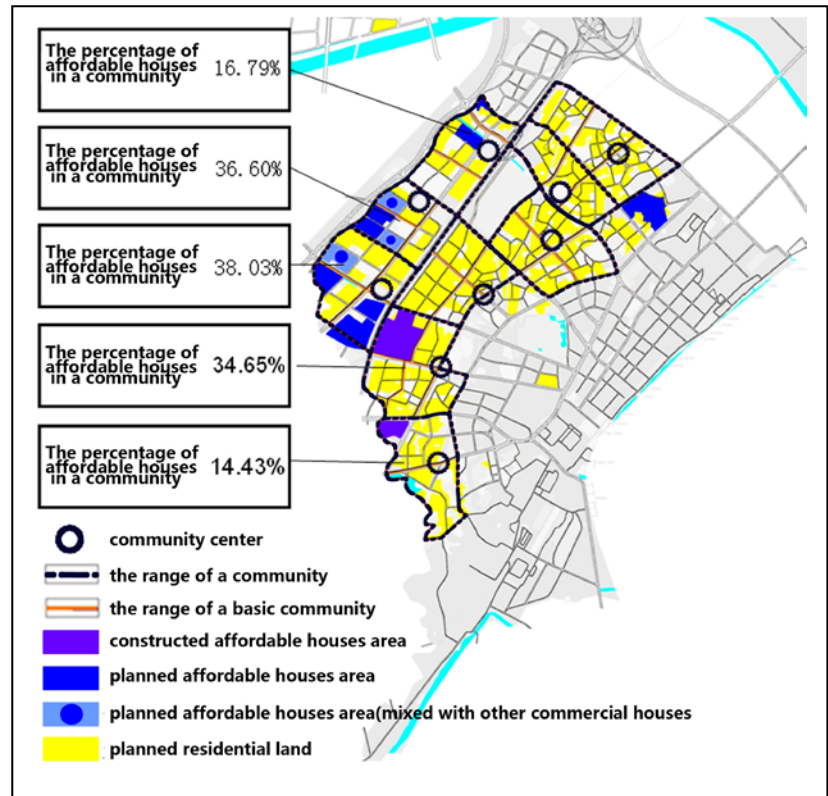 The percentage of
affordable houses
in a community
16.79%
The percentage of
affordable houses
in a community
36.60%
The percentage of
affordable houses
in a community
38.03%
The percentage of
affordable houses
in a community
34.65%
The percentage of
affordable houses
in a community
14.43%
community center
the range of a community
the range of a basic community
constructed affordable houses area
planned affordable houses area
planned affordable houses area(mixed with other commercial houses
planned residential land